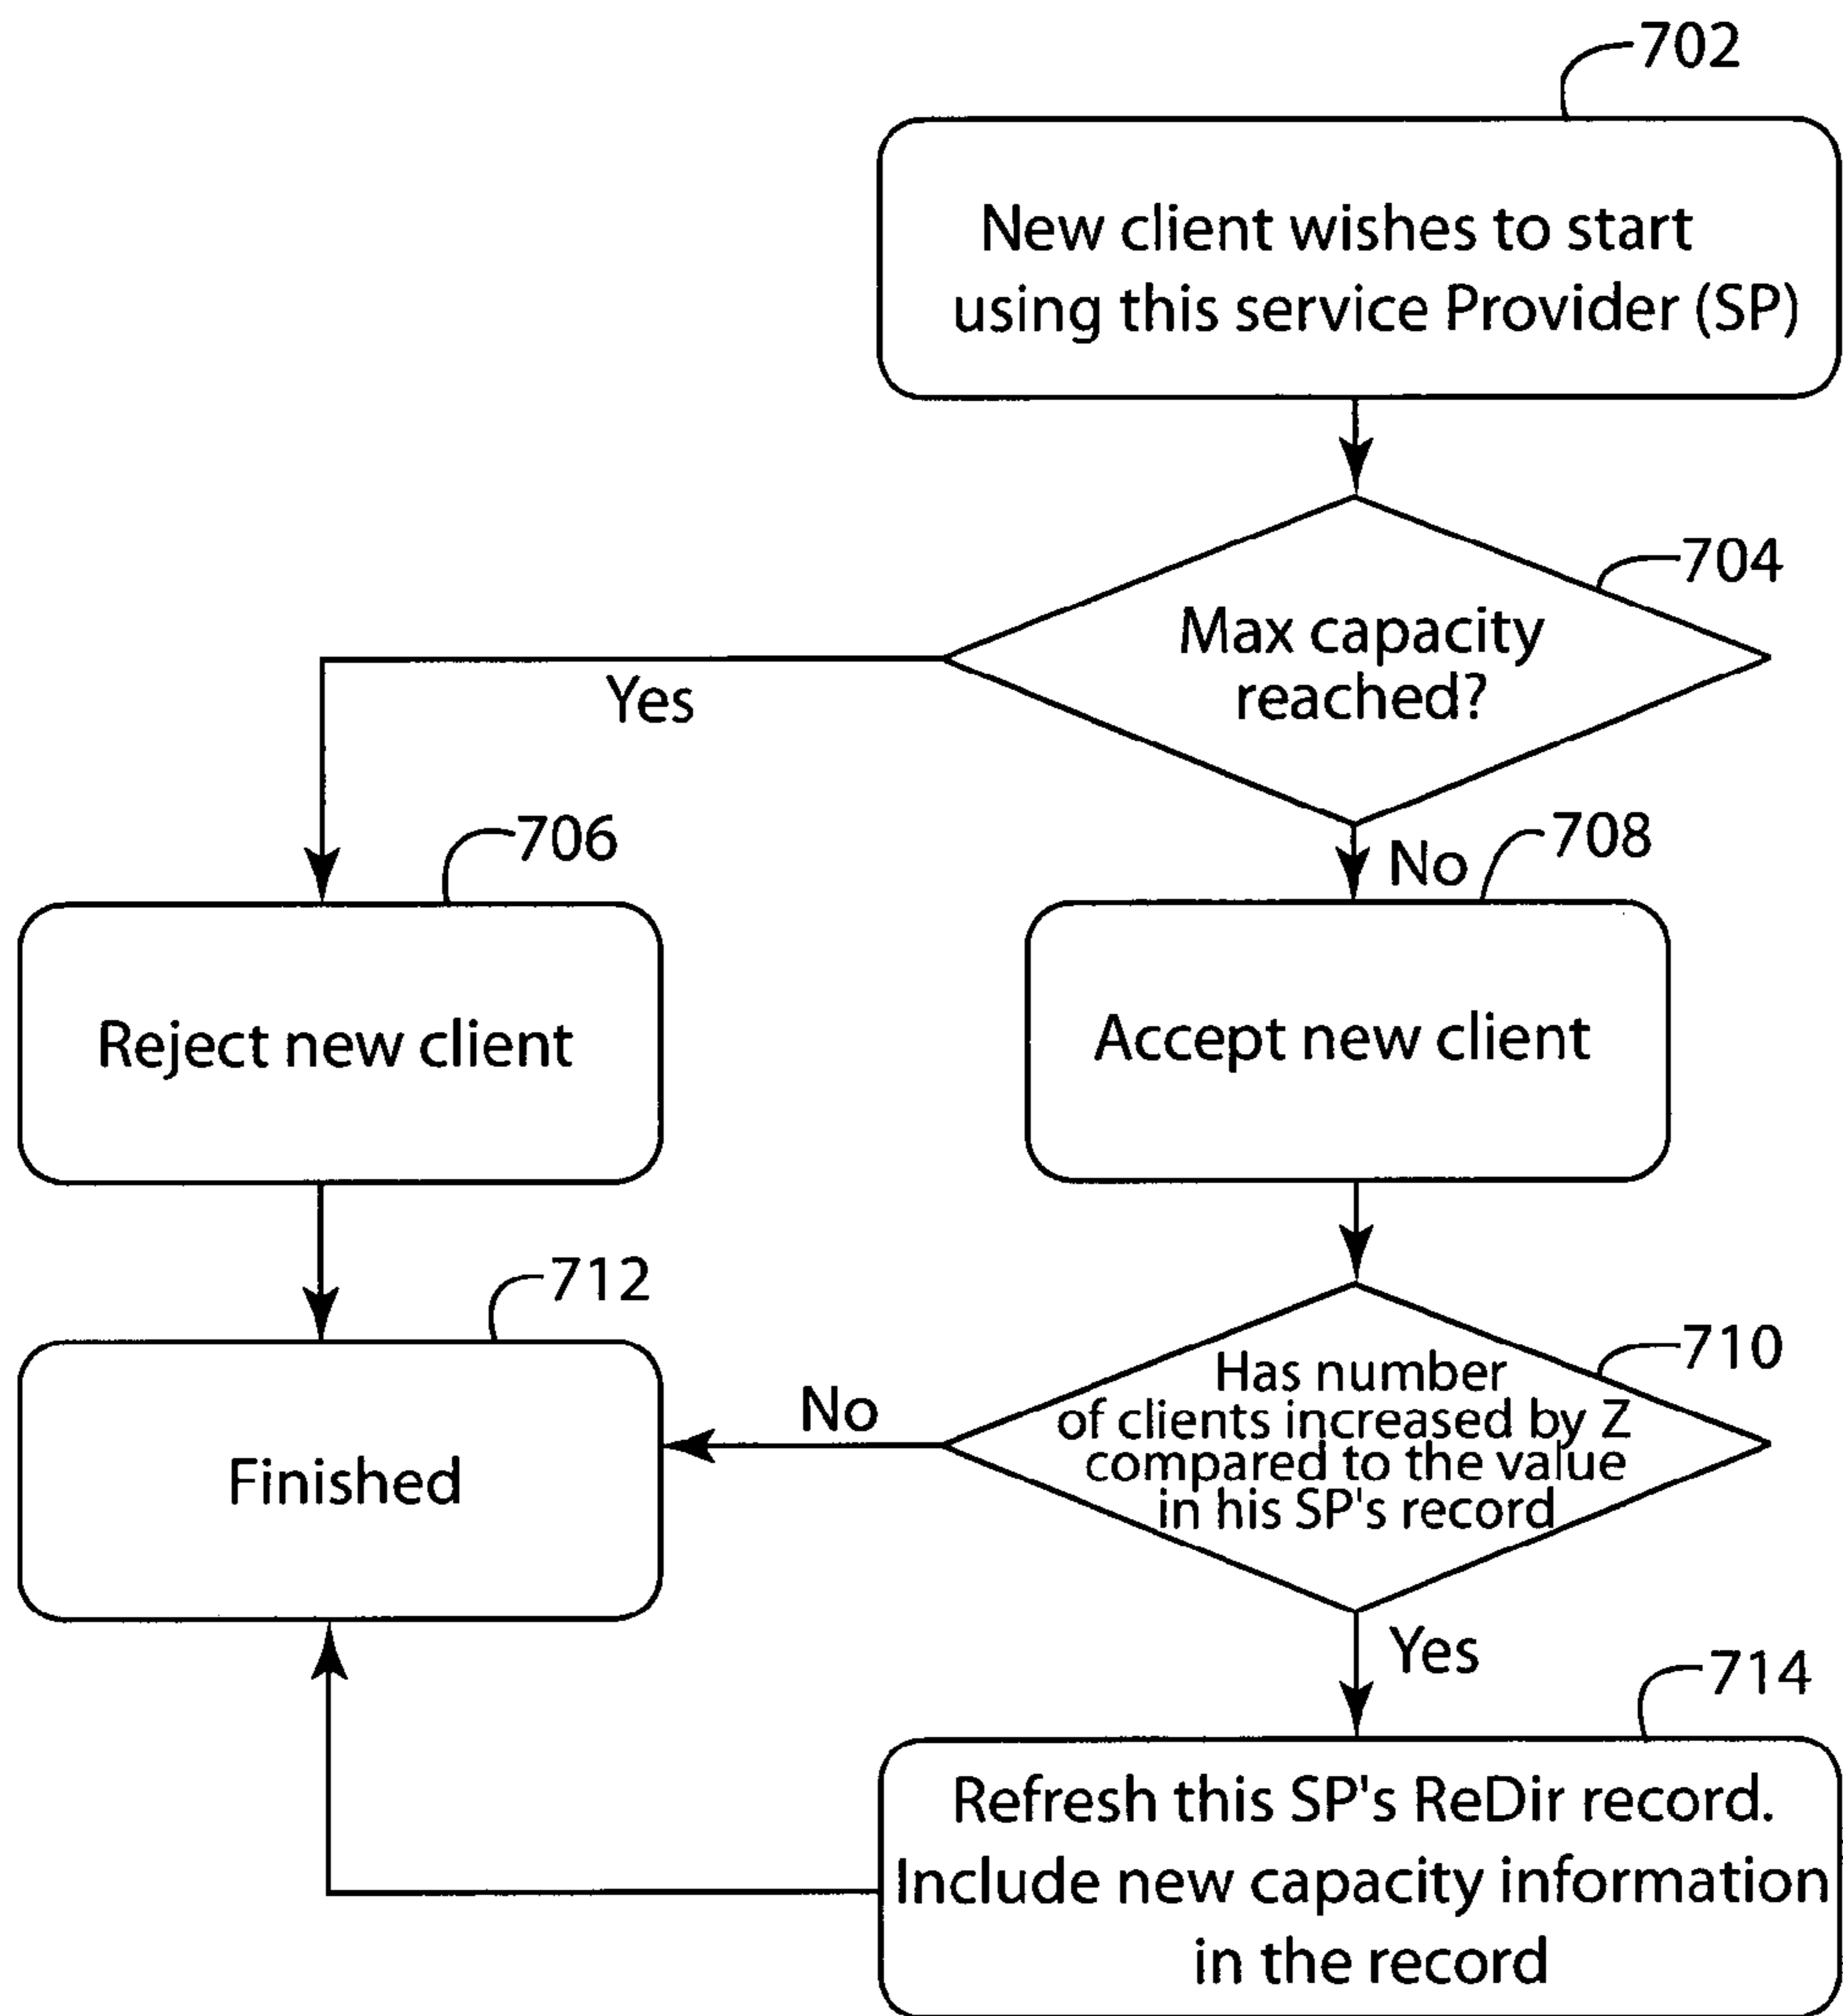 702
New client wishes to start
using this service Provider (SP)
704
Max capacity
reached?
Yes
706
No
708
Reject new client
Accept new client
712
710
Has number
of clients increased by Z
compared to the value
in his SP's record
No
Finished
Yes
714
Refresh this SP's ReDir record.
Include new capacity information
in the record